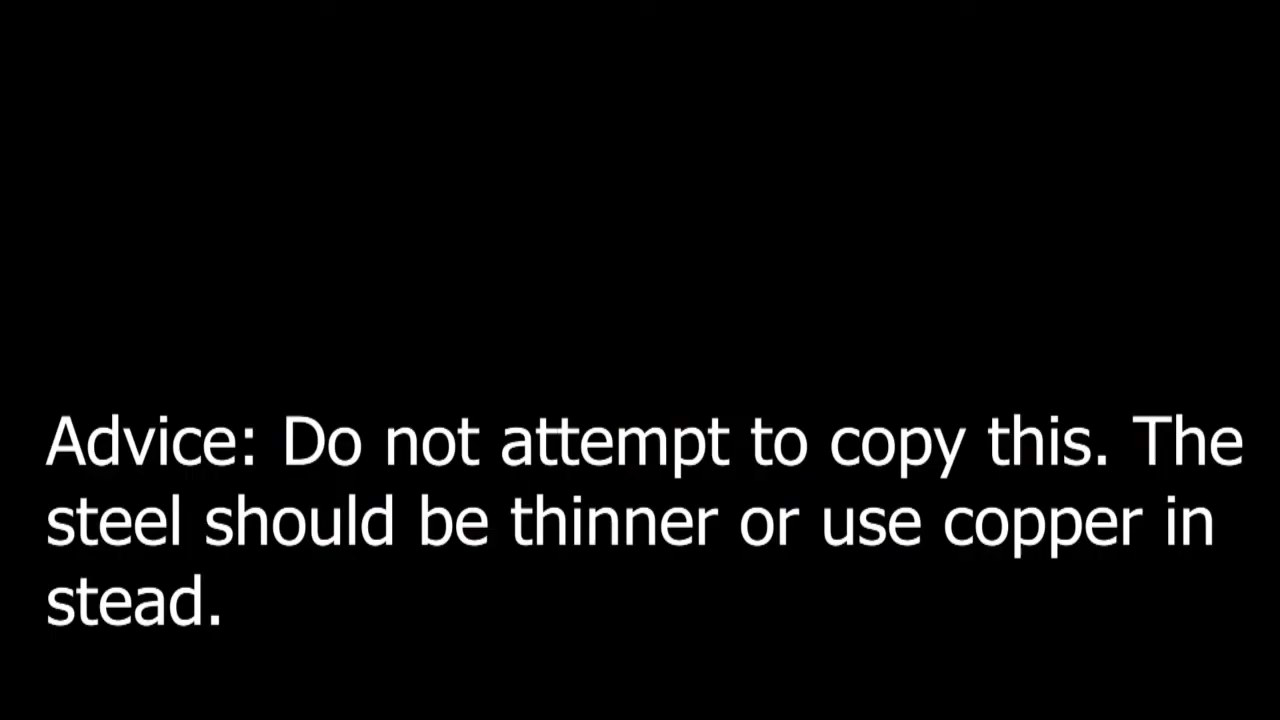 Advice: Do not attempt to copy this. The
steel should be thinner or use copper in
stead.